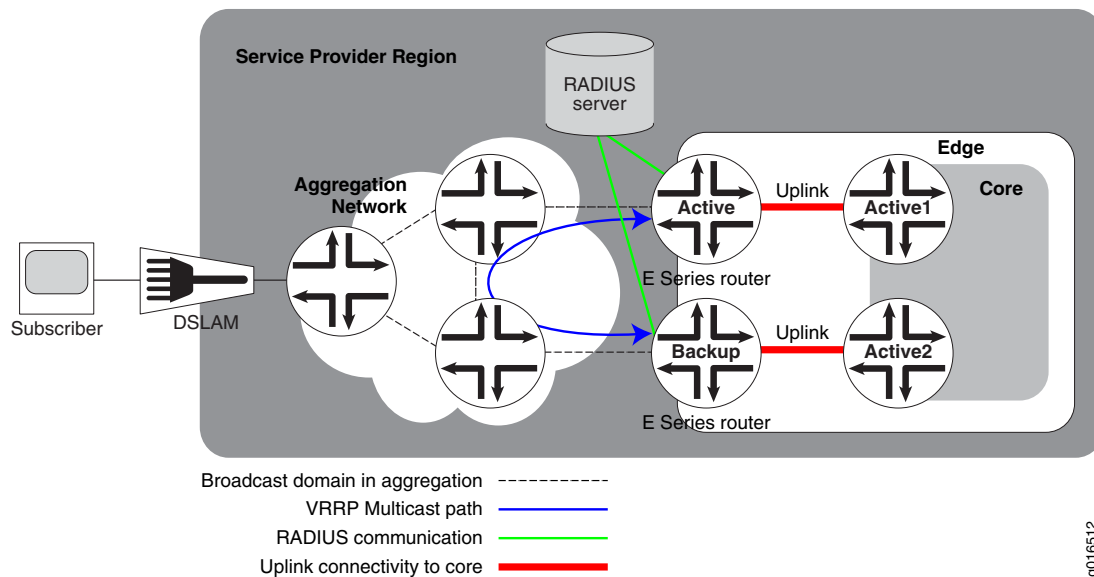 Service Provider Region
RADIUS
server
Edge
Aggregation
Network
Core
Active
Uplink
Active1
E Series router
Subscriber
DSLAM
Backup
Uplink
Active2
E Series router
Broadcast domain in aggregation
VRRP Multicast path
RADIUS communication
Uplink connectivity to core
g016512